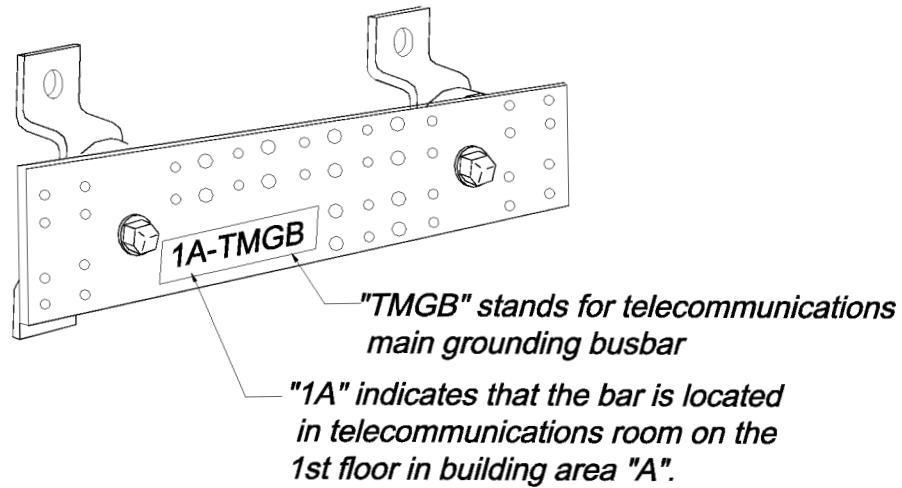 1A-TMGB
"TMGB" stands for telecommunications
main grounding busbar
"1A" indicates that the bar is located
in telecommunications room on the
1st floor in building area "A".